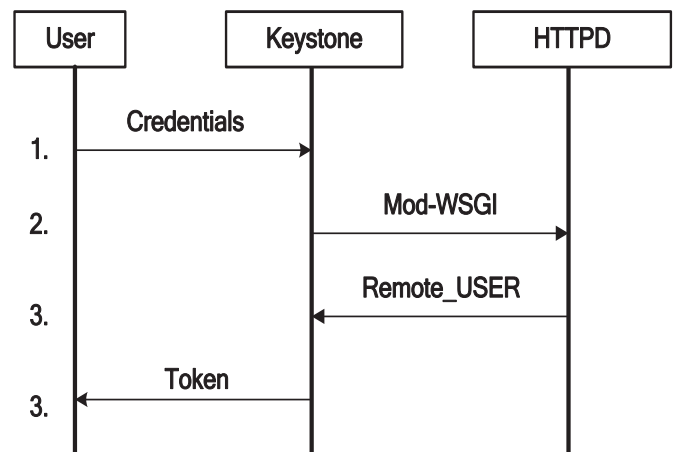 User
Keystone
HTTPD
Credentials
1.
Mod-WSGI
2.
Remote_USER
3.
Token
3.